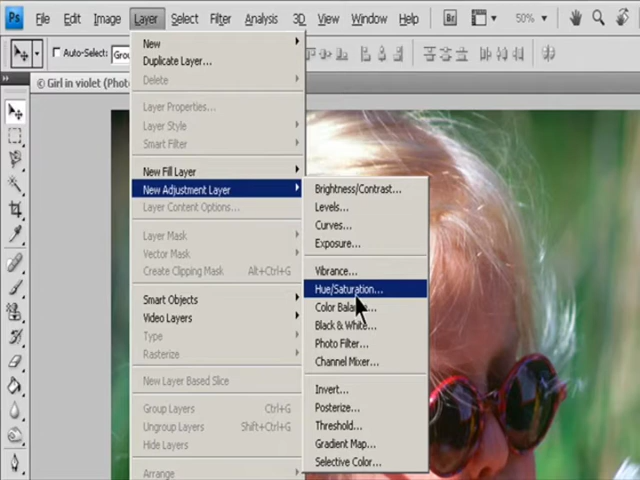 Ps File Edit Image Layer Select Filter Analysis 3D View Window Help Br 50%
Auto-Select:
© Girl in violet (Photo
New
Duplicate Layer...
Delete
Layer Properties...
Layer Style
Smart Filter
New Fill Layer
New Adjustment Layer
Layer Content Options...
Layer Mask
Vector Mask
Create Clipping Mask Alt+Ctrl+G
Smart Objects
Video Layers
Type
Rasterize
New Layer Based Slice
Group Layers Ctrl+G
Ungroup Layers Shift+Ctrl+G
Hide Layers
Arrange
Brightness/Contrast...
Levels...
Curves...
Exposure...
Vibrance...
Hue/Saturation...
Color Bala
Black & White...
Photo Filter...
Channel Mixer...
Invert...
Posterize...
Threshold...
Gradient Map...
Selective Color...